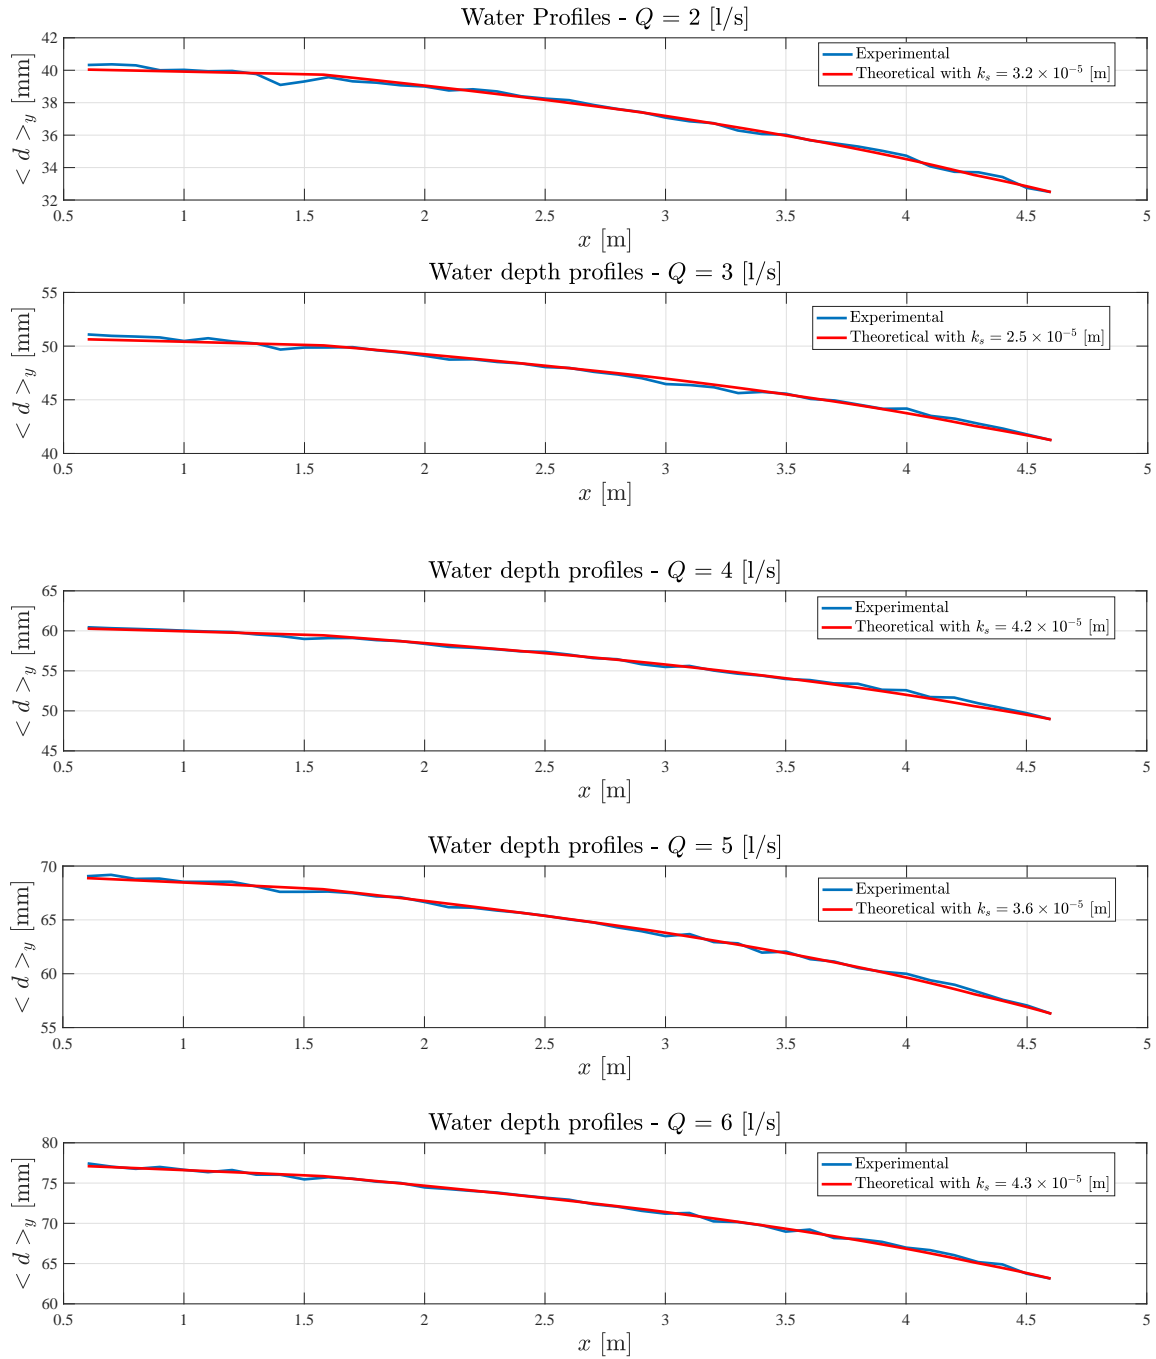 Water Profiles - Q = 2 [l/s]
42
40
38
36
34
32
< d >y [mm]
Experimental
Theoretical with ks = 3.2 × 10−5 [m]
0.5 1 1.5 2 2.5 3 3.5 4 4.5 5
x [m]
Water depth profiles - Q = 3 [l/s]
55
50
45
40
< d >y [mm]
Experimental
Theoretical with ks = 2.5 × 10−5 [m]
0.5 1 1.5 2 2.5 3 3.5 4 4.5 5
x [m]
Water depth profiles - Q = 4 [l/s]
65
60
55
50
45
< d >y [mm]
Experimental
Theoretical with ks = 4.2 × 10−5 [m]
0.5 1 1.5 2 2.5 3 3.5 4 4.5 5
x [m]
Water depth profiles - Q = 5 [l/s]
70
65
60
55
< d >y [mm]
Experimental
Theoretical with ks = 3.6 × 10−5 [m]
0.5 1 1.5 2 2.5 3 3.5 4 4.5 5
x [m]
Water depth profiles - Q = 6 [l/s]
80
75
70
65
60
< d >y [mm]
Experimental
Theoretical with ks = 4.3 × 10−5 [m]
0.5 1 1.5 2 2.5 3 3.5 4 4.5 5
x [m]